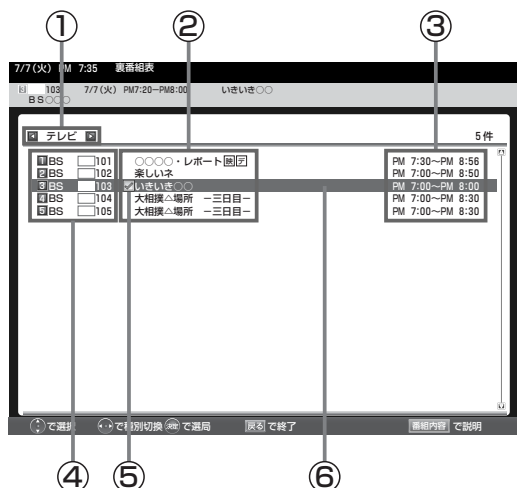 ① ② ③
7/7(火) PM 7:35 裏番組表
103 7/7(火) PM7:20-PM8:00 いきいき○○
BS○○○
テレビ 5件
1 BS 101 ○○○○・レポート映デ PM 7:30～PM 8:56
2 BS 102 楽しいネ PM 7:00～PM 8:50
3 BS 103 いきいき○○ PM 7:20～PM 8:00
4 BS 104 大相撲△場所 －三日目－ PM 7:00～PM 8:30
5 BS 105 大相撲△場所 －三日目－ PM 7:00～PM 8:30
で選択 で種別切換 決定 で選局 戻る で終了 番組内容 で説明
④ ⑤ ⑥